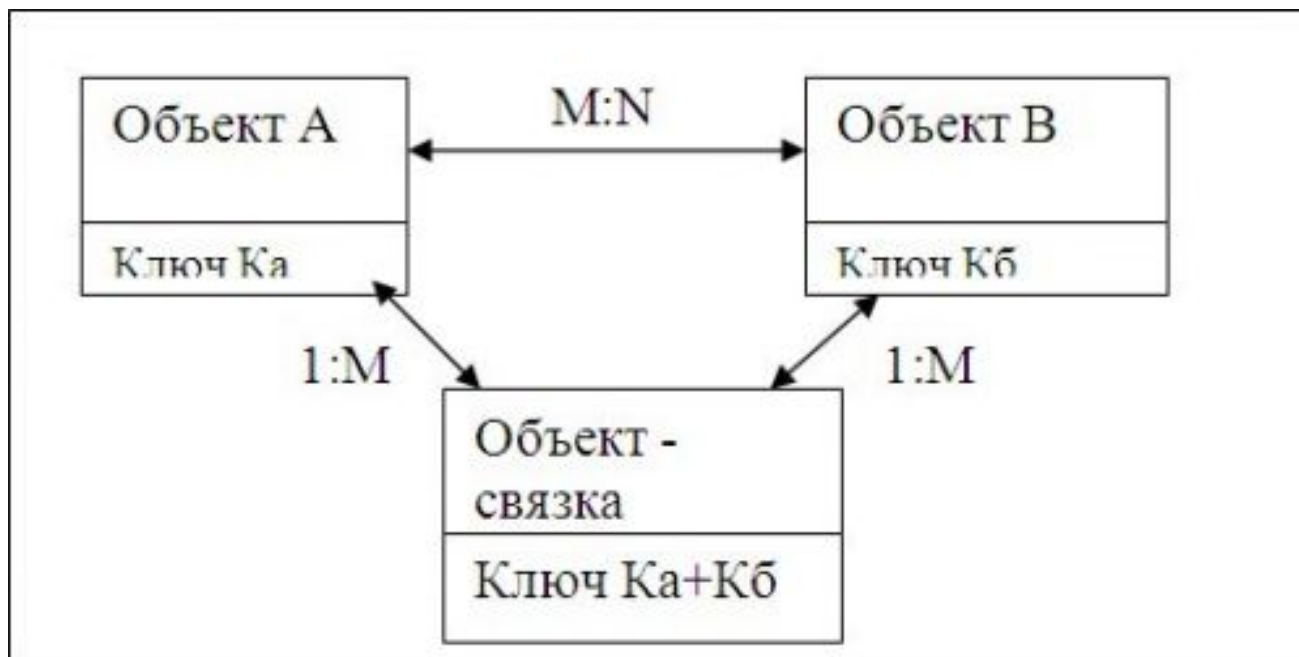 Объект А
M:N
Объект В
Ключ Ка
Ключ Кб
1:M
1:M
Объект -
связка
Ключ Ка+Кб